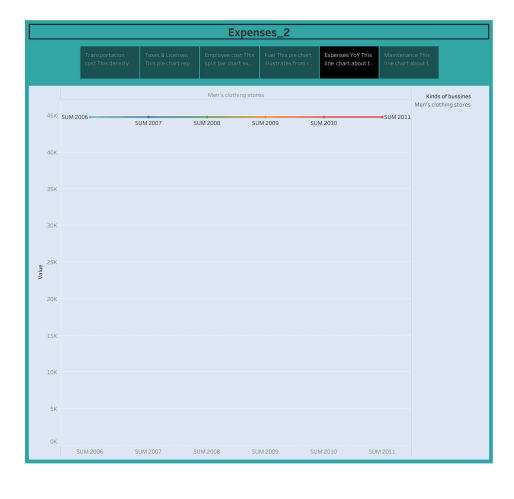 Expenses_2
Transportation
cost This density
Taxes & Licenses
This pie chart reg..
Employee cost This
split bar chart ex..
Fuel This pie chart
illustrates from r..
Expenses YoY This
line chart about t..
Maintenance This
line chart about t..
Men's clothing stores
Kinds of bussines
Men's clothing stores
45K
SUM 2006
SUM 2007
SUM 2008
SUM 2009
SUM 2010
SUM 2011
40K
35K
30K
25K
Value
20K
15K
10K
5K
0K
SUM 2006
SUM 2007
SUM 2008
SUM 2009
SUM 2010
SUM 2011